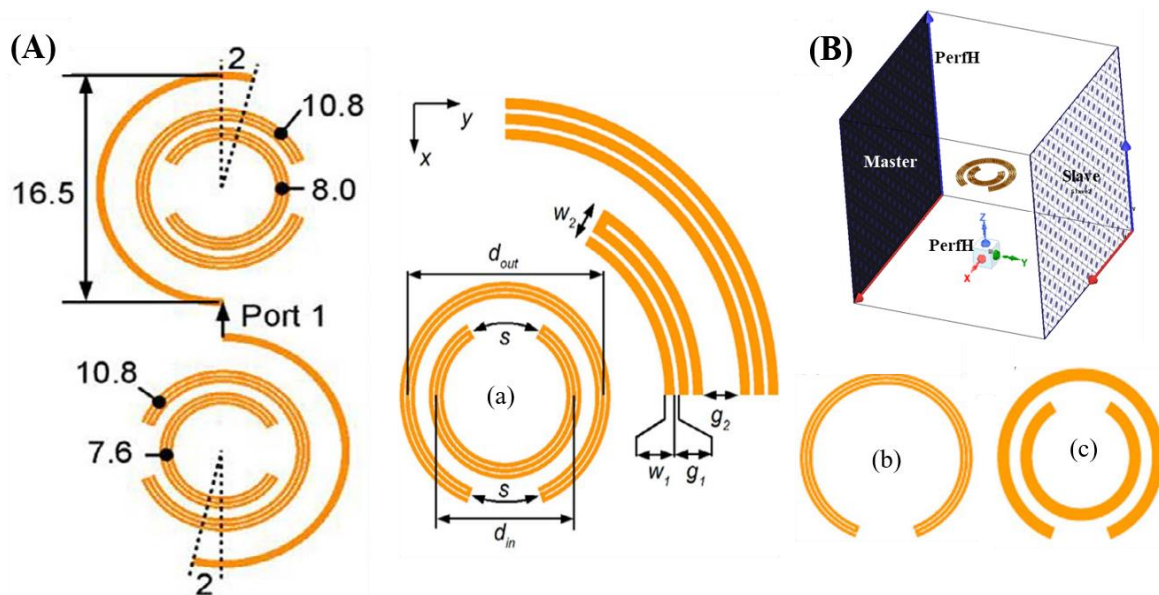 (A)
2
10.8
16.5
8.0
Port 1
10.8
7.6
2
y
x
w2
dout
s
(a)
g2
w1
g1
s
din
(B)
PerfH
Master
Slave
PerfH
Z
Y
X
(b)
(c)